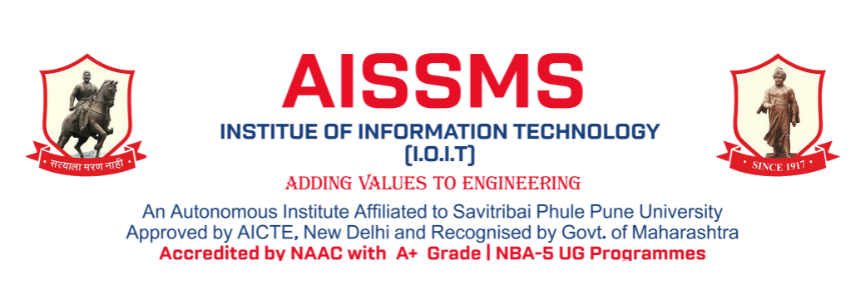 AISSMS
INSTITUE OF INFORMATION TECHNOLOGY
(I.O.I.T)
सत्याला मरण नाही
• SINCE 1917 •
ADDING VALUES TO ENGINEERING
An Autonomous Institute Affiliated to Savitribai Phule Pune University
Approved by AICTE, New Delhi and Recognised by Govt. of Maharashtra
Accredited by NAAC with A+ Grade | NBA-5 UG Programmes